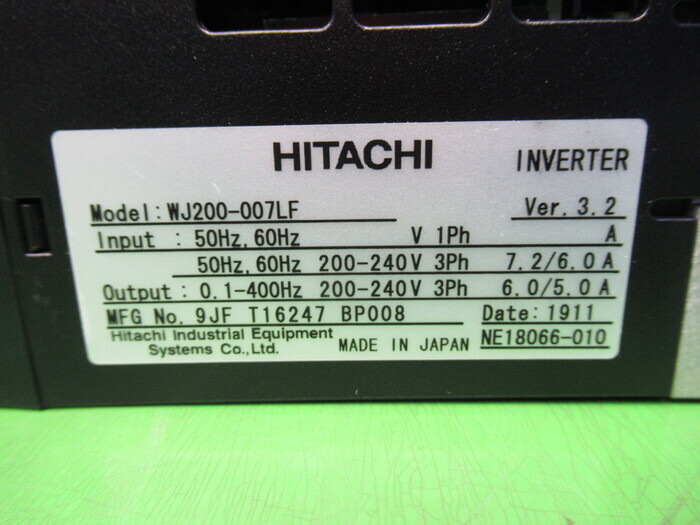 HITACHI INVERTER
Model:WJ200-007LF Ver.3.2
Input : 50Hz,60Hz V 1Ph A
50Hz,60Hz 200-240V 3Ph 7.2/6.0 A
Output: 0.1-400Hz 200-240V 3Ph 6.0/5.0 A
MFG No. 9JF T16247 BP008 Date: 1911
Hitachi Industrial Equipment
Systems Co.,Ltd. MADE IN JAPAN NE18066-010